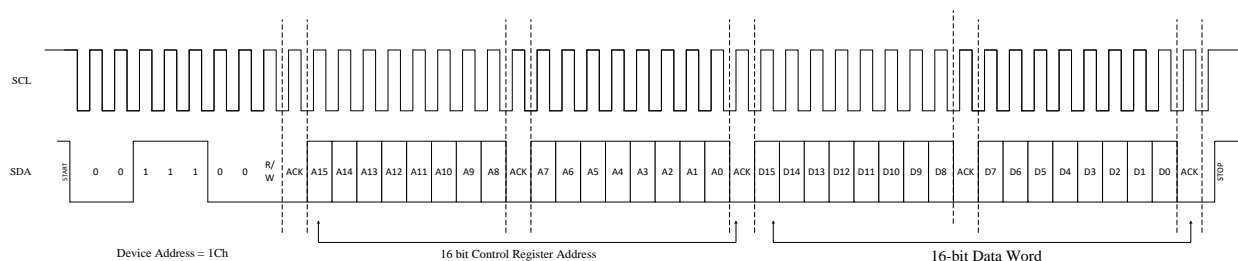 SCL
SDA START 0 0 1 1 1 0 0 R/W ACK A15 A14 A13 A12 A11 A10 A9 A8 ACK A7 A6 A5 A4 A3 A2 A1 A0 ACK D15 D14 D13 D12 D11 D10 D9 D8 ACK D7 D6 D5 D4 D3 D2 D1 D0 ACK STOP
Device Address = 1Ch 16 bit Control Register Address 16-bit Data Word